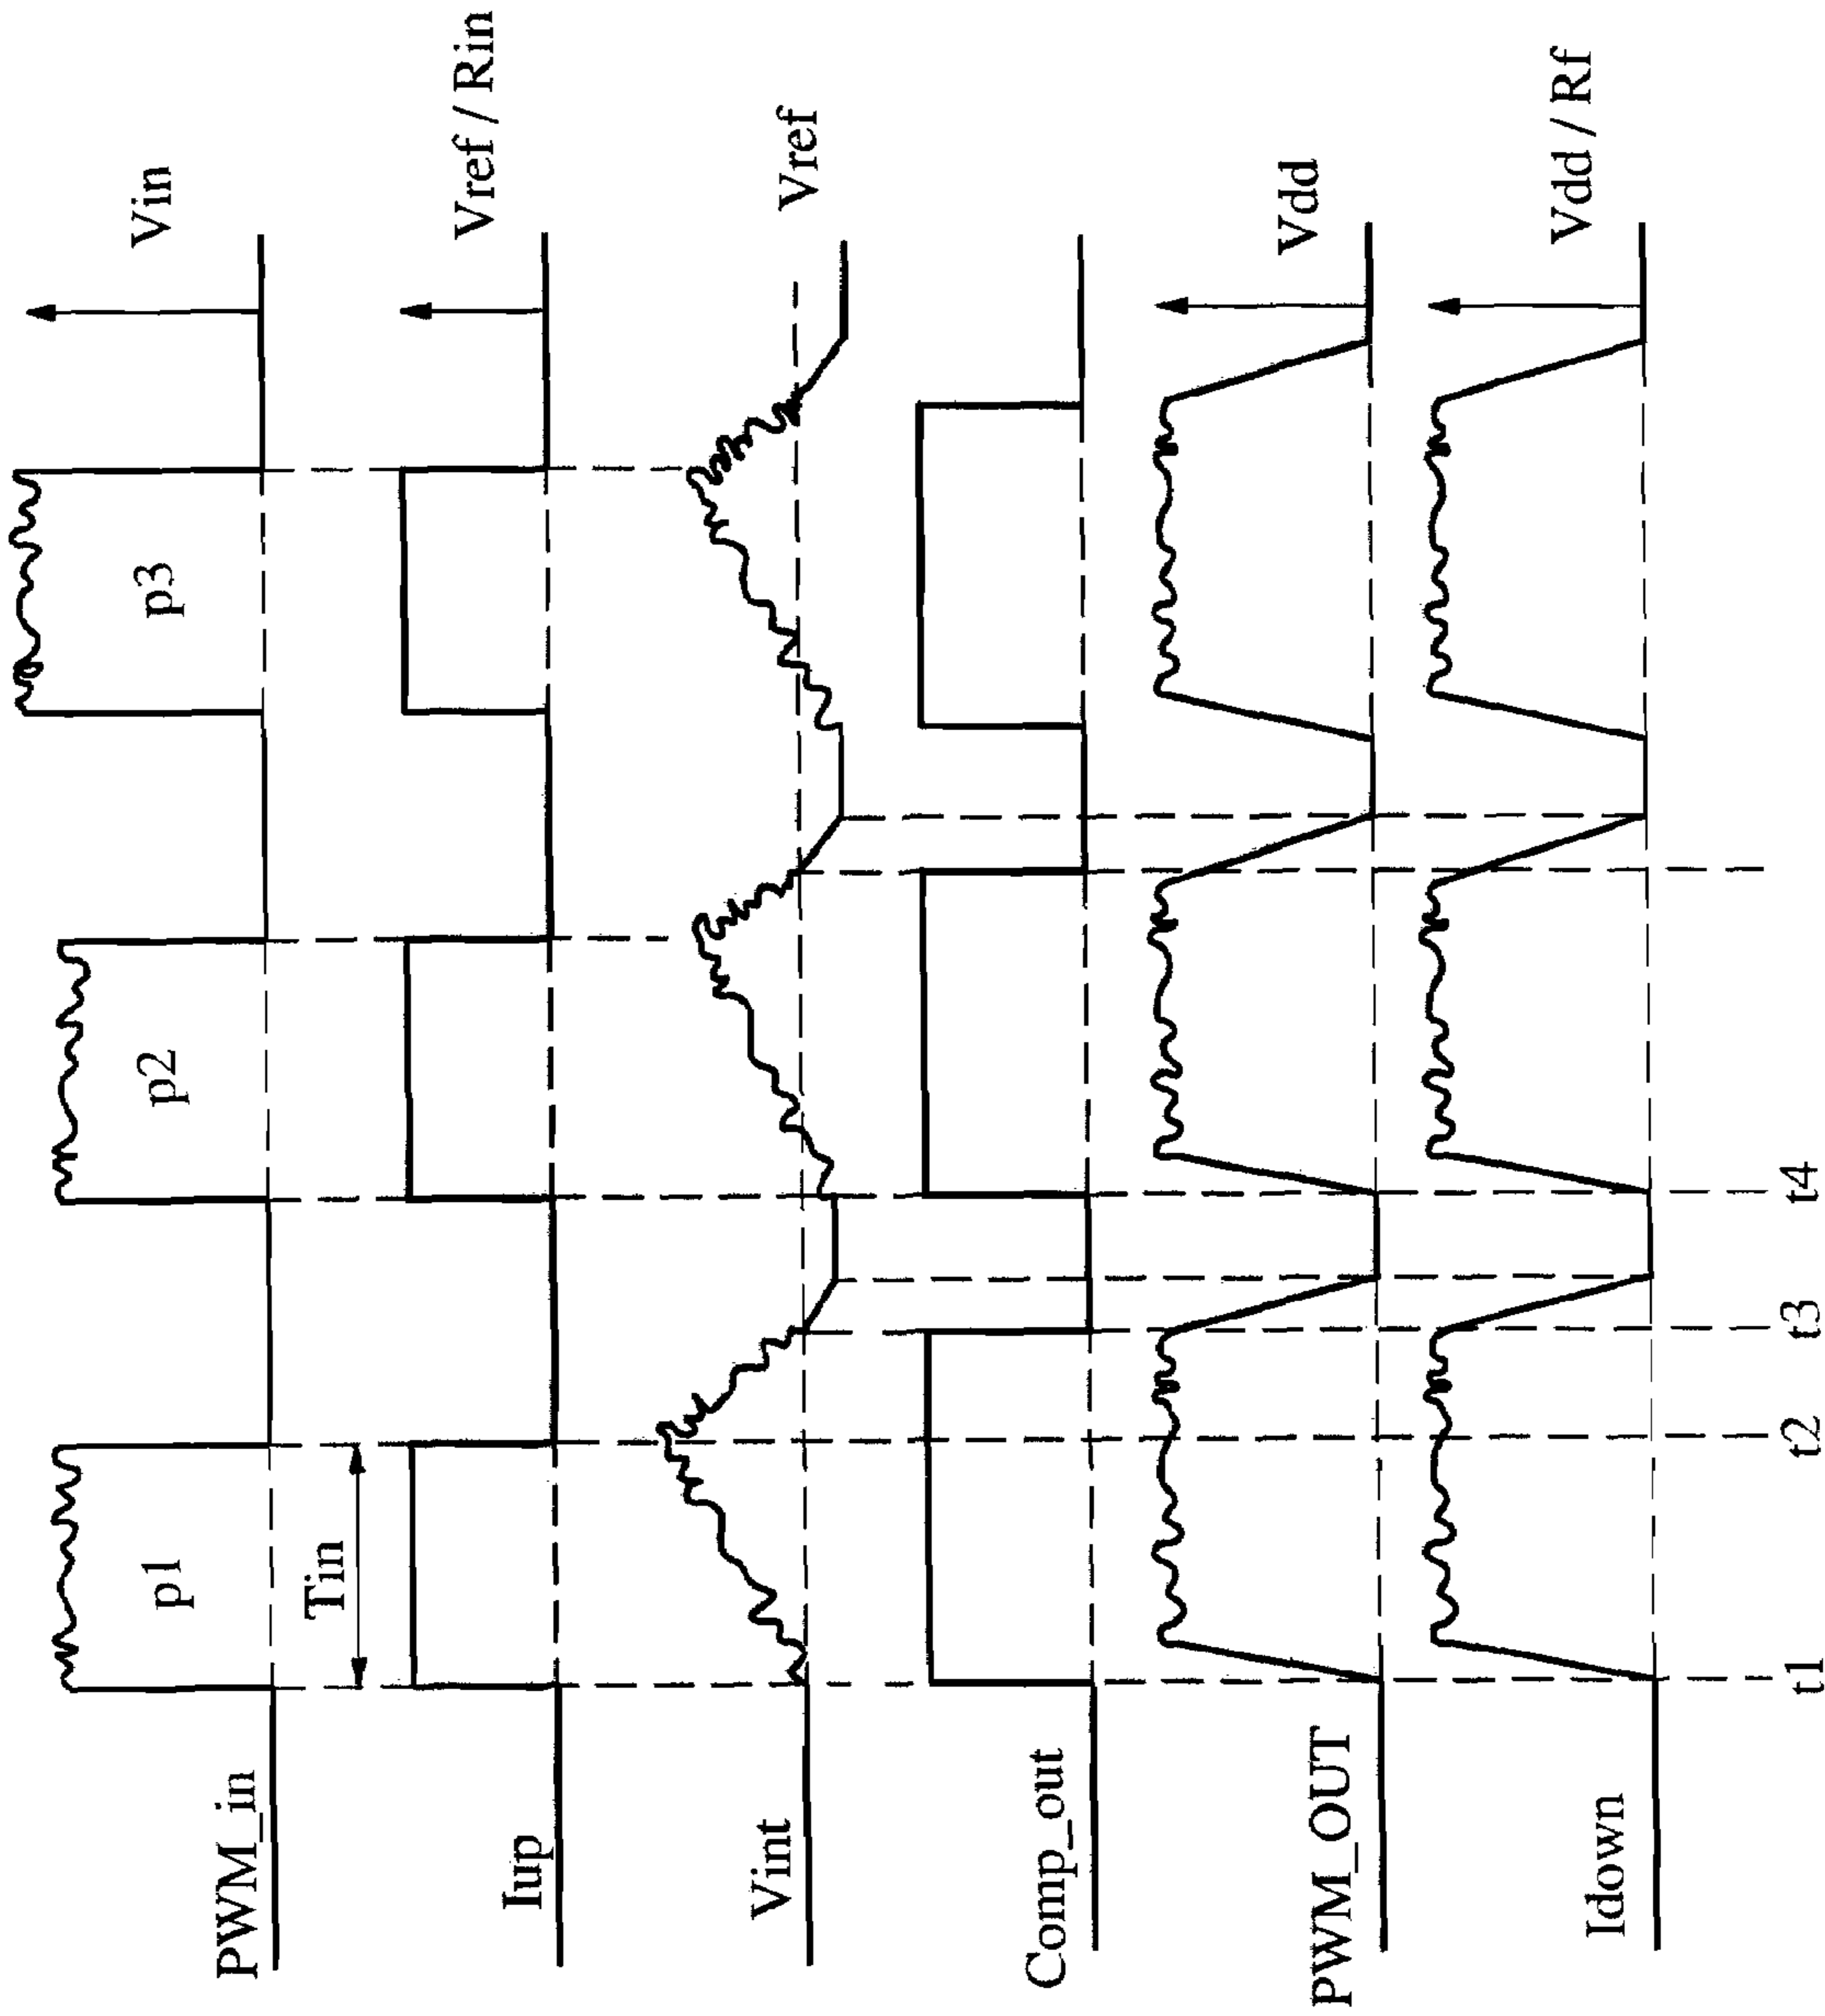 PWM_in
p1
p2
p3
Vin
Tin
Iup
Vref / Rin
Vint
Vref
Comp_out
PWM_OUT
Vdd
Idown
Vdd / Rf
t1
t2
t3
t4